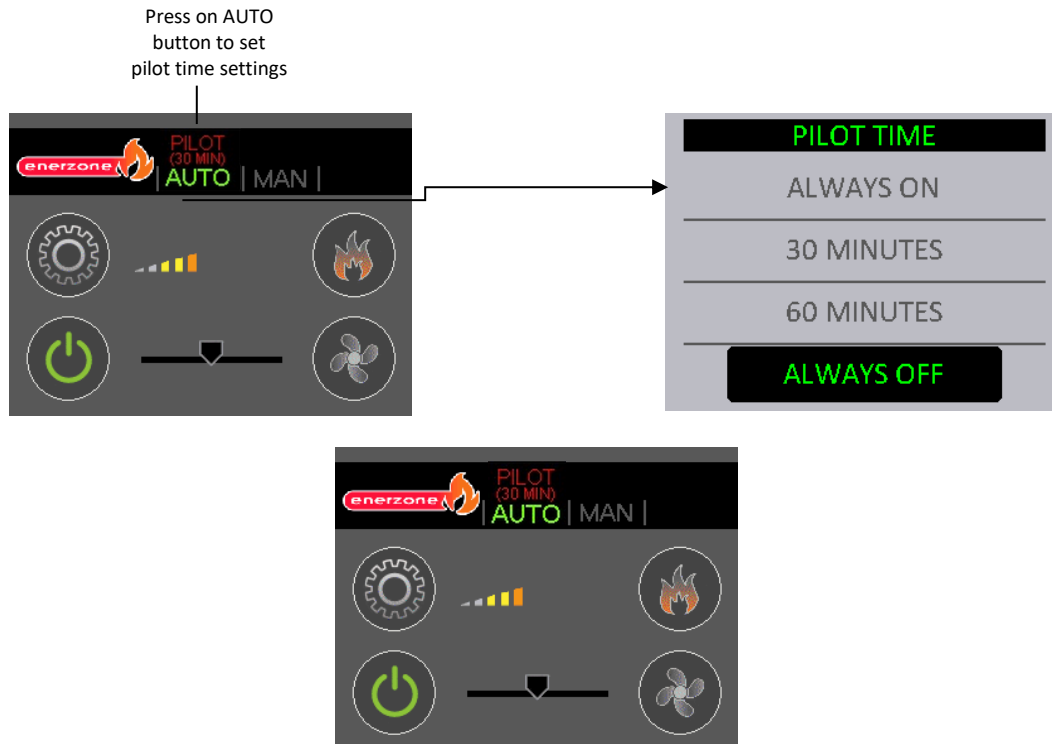 Press on AUTO
button to set
pilot time settings
enerzone
PILOT
(30 MIN)
AUTO | MAN |
PILOT TIME
ALWAYS ON
30 MINUTES
60 MINUTES
ALWAYS OFF
enerzone
PILOT
(30 MIN)
AUTO | MAN |